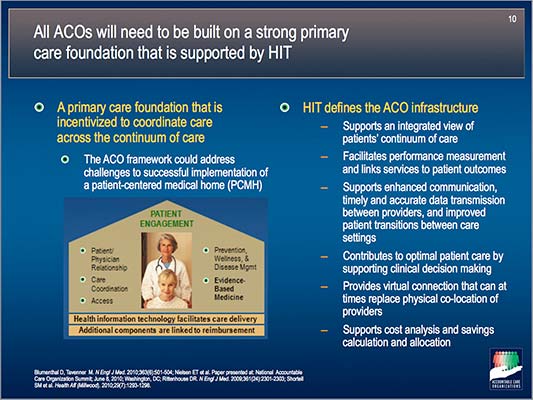 10
All ACOs will need to be built on a strong primary
care foundation that is supported by HIT
A primary care foundation that is
incentivized to coordinate care
across the continuum of care
The ACO framework could address
challenges to successful implementation of
a patient-centered medical home (PCMH)
PATIENT
ENGAGEMENT
Patient/
Physician
Relationship
Care
Coordination
Access
Prevention,
Wellness, &
Disease Mgmt
Evidence-
Based
Medicine
Health information technology facilitates care delivery
Additional components are linked to reimbursement
HIT defines the ACO infrastructure
– Supports an integrated view of
patients' continuum of care
– Facilitates performance measurement
and links services to patient outcomes
– Supports enhanced communication,
timely and accurate data transmission
between providers, and improved
patient transitions between care
settings
– Contributes to optimal patient care by
supporting clinical decision making
– Provides virtual connection that can at
times replace physical co-location of
providers
– Supports cost analysis and savings
calculation and allocation
Blumenthal D, Tavenner M. N Engl J Med. 2010;363(6):501-504; Nielsen ET et al. Paper presented at: National Accountable
Care Organization Summit; June 8, 2010; Washington, DC; Rittenhouse DR. N Engl J Med. 2009;361(24):2301-2303; Shortell
SM et al. Health Aff (Millwood). 2010;29(7):1293-1298.
ACCOUNTABLE CARE
ORGANIZATIONS